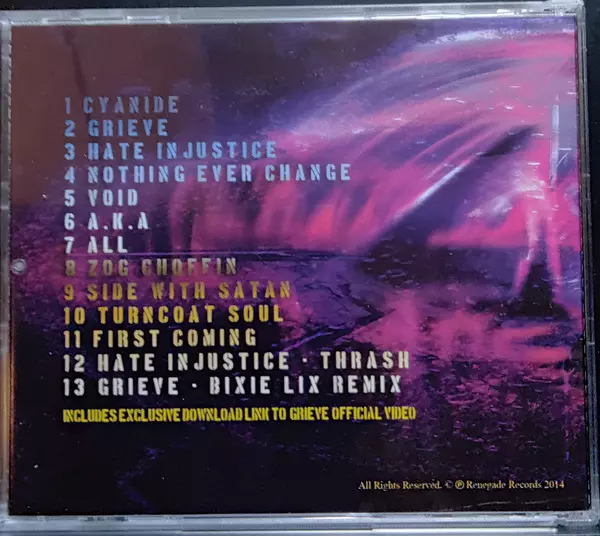 1 CYANIDE
2 GRIEVE
3 HATE INJUSTICE
4 NOTHING EVER CHANGE
5 VOID
6 A.K.A
7 ALL
8 ZOG CHOFFIN
9 SIDE WITH SATAN
10 TURNCOAT SOUL
11 FIRST COMING
12 HATE INJUSTICE · THRASH
13 GRIEVE · BIXIE LIX REMIX
INCLUDES EXCLUSIVE DOWNLOAD LINK TO GRIEVE OFFICIAL VIDEO
All Rights Reserved. © ℗ Renegade Records 2014